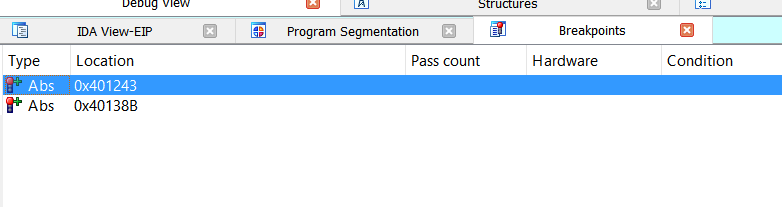 Debug View Structures
IDA View-EIP Program Segmentation Breakpoints
Type Location Pass count Hardware Condition
Abs 0x401243
Abs 0x40138B